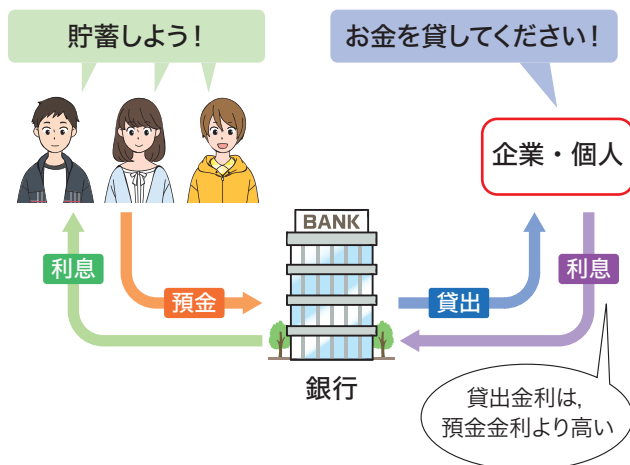 貯蓄しよう！
お金を貸してください！
企業・個人
BANK
利息
預金
貸出
利息
銀行
貸出金利は,
預金金利より高い